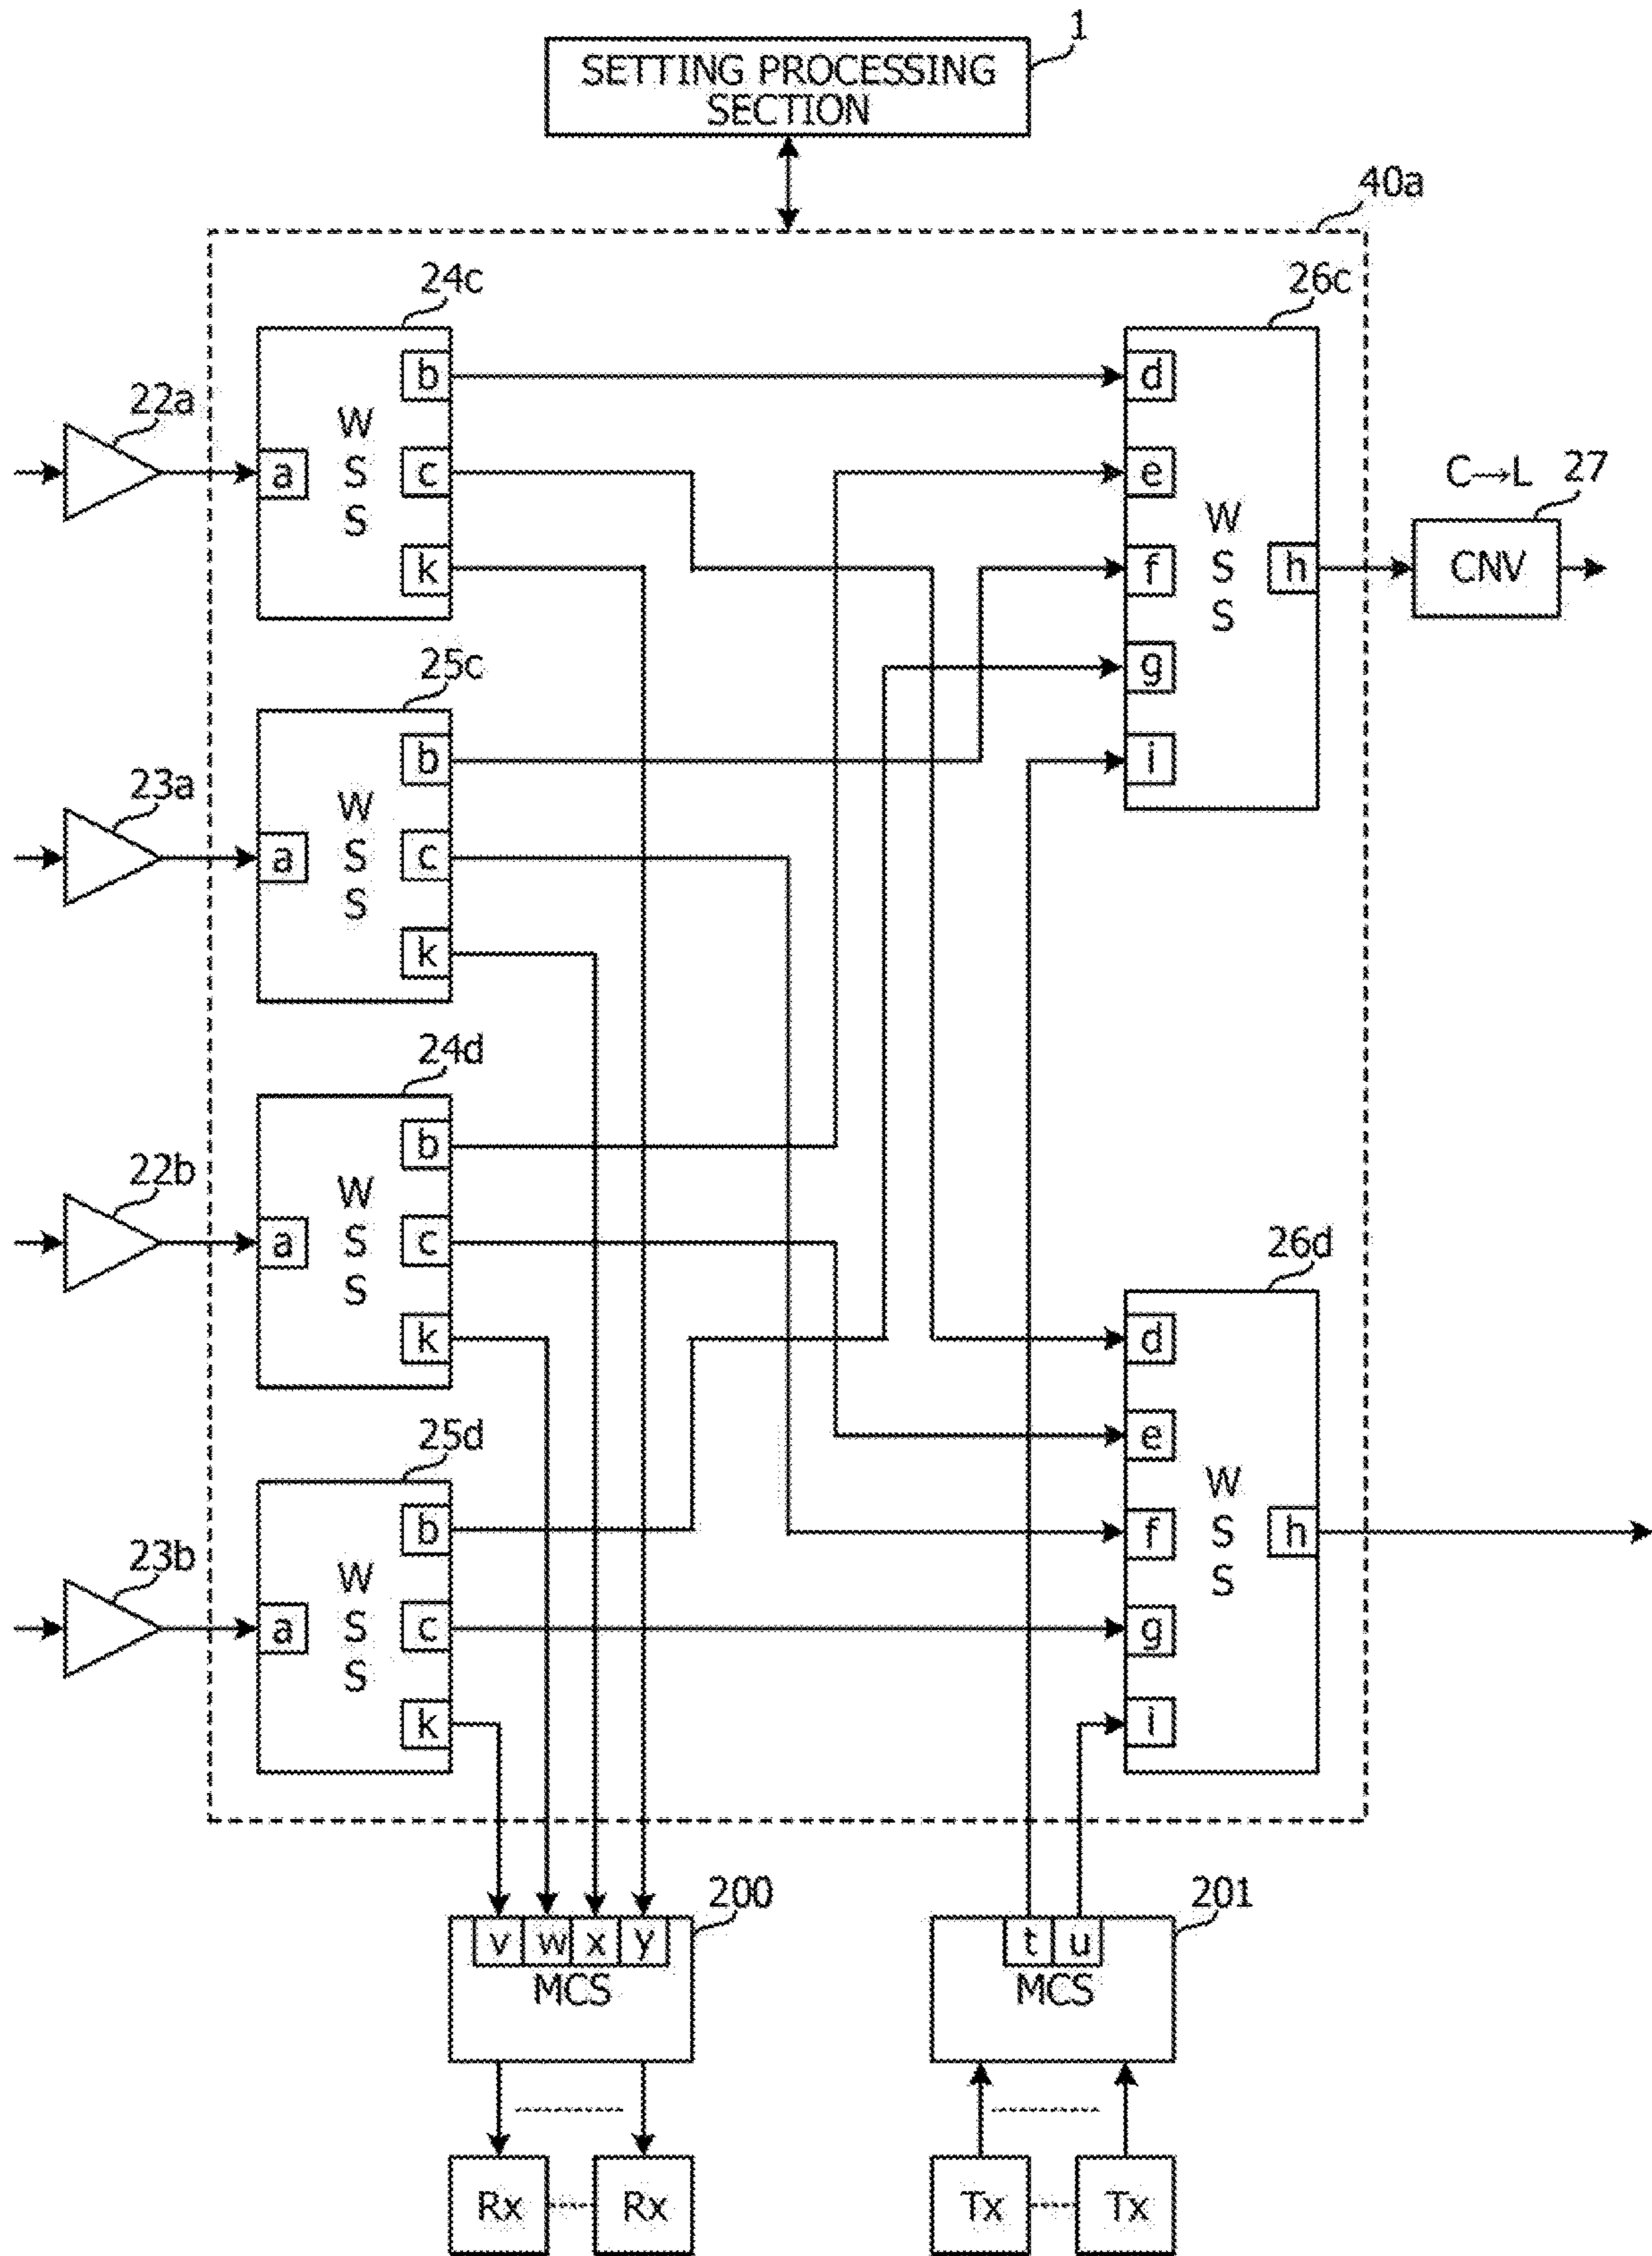 1
SETTING PROCESSING
SECTION
40a
24c
26c
22a
a
W
S
S
b
c
k
d
e
f
g
i
W
S
S
h
C→L
27
CNV
25c
23a
a
W
S
S
b
c
k
24d
22b
a
W
S
S
b
c
k
26d
d
e
f
g
i
W
S
S
h
25d
23b
a
W
S
S
b
c
k
200
v w x y
MCS
201
t u
MCS
Rx Rx
Tx Tx